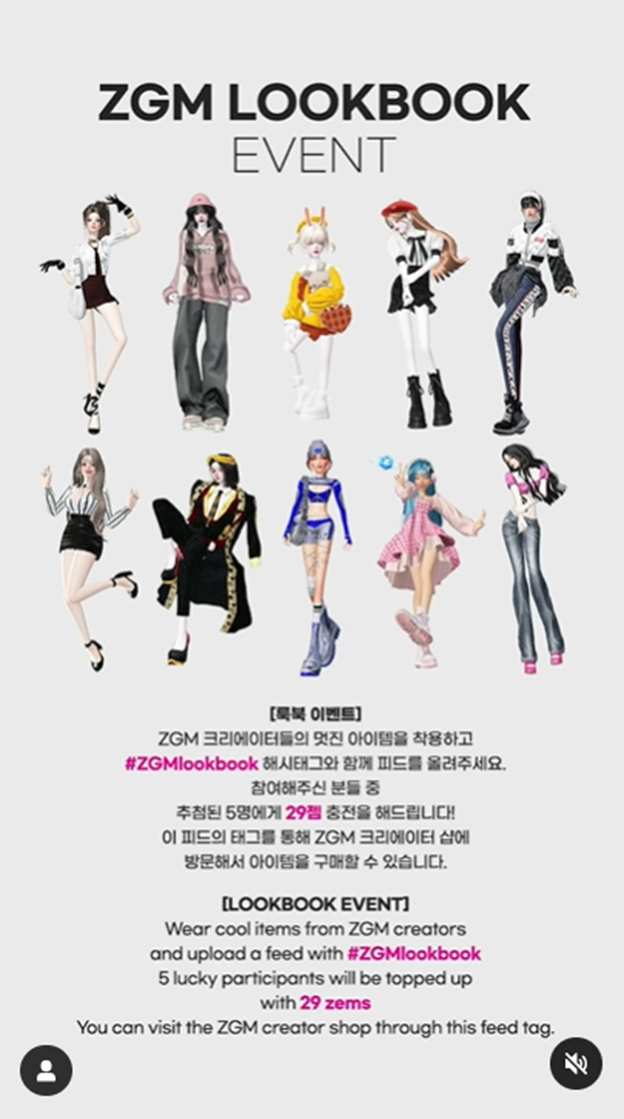 ZGM LOOKBOOK
EVENT
[룩북 이벤트]
ZGM 크리에이터들의 멋진 아이템을 착용하고
#ZGMlookbook 해시태그와 함께 피드를 올려주세요.
참여해주신 분들 중
추첨된 5명에게 29젬 충전을 해드립니다!
이 피드의 태그를 통해 ZGM 크리에이터 샵에
방문해서 아이템을 구매할 수 있습니다.
[LOOKBOOK EVENT]
Wear cool items from ZGM creators
and upload a feed with #ZGMlookbook
5 lucky participants will be topped up
with 29 zems
You can visit the ZGM creator shop through this feed tag.